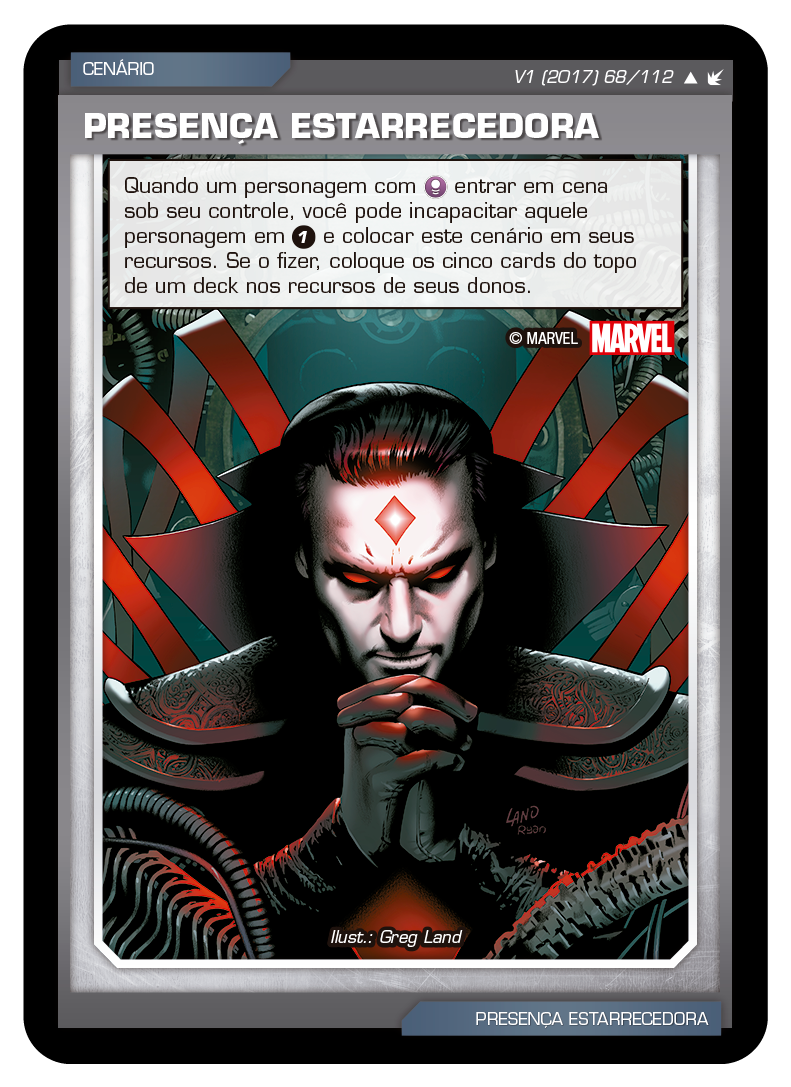 CENÁRIO
V1 (2017) 68/112
PRESENÇA ESTARRECEDORA
Quando um personagem com entrar em cena
sob seu controle, você pode incapacitar aquele
personagem em 1 e colocar este cenário em seus
recursos. Se o fizer, coloque os cinco cards do topo
de um deck nos recursos de seus donos.
© MARVEL MARVEL
LAND
Ryan
Ilust.: Greg Land
PRESENÇA ESTARRECEDORA